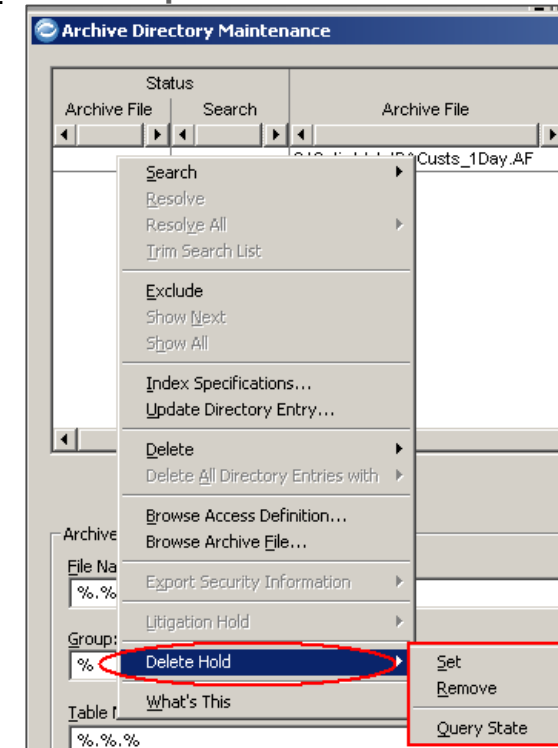 Archive Directory Maintenance
Status
Archive File Search Archive File
Custs_1Day.AF
Search
Resolve
Resolve All
Trim Search List
Exclude
Show Next
Show All
Index Specifications...
Update Directory Entry...
Delete
Delete All Directory Entries with
Browse Access Definition...
Archive
Browse Archive File...
File Na
%.%
Export Security Information
Litigation Hold
Group:
%
Delete Hold
Set
Remove
What's This
Query State
Table
%.%.%